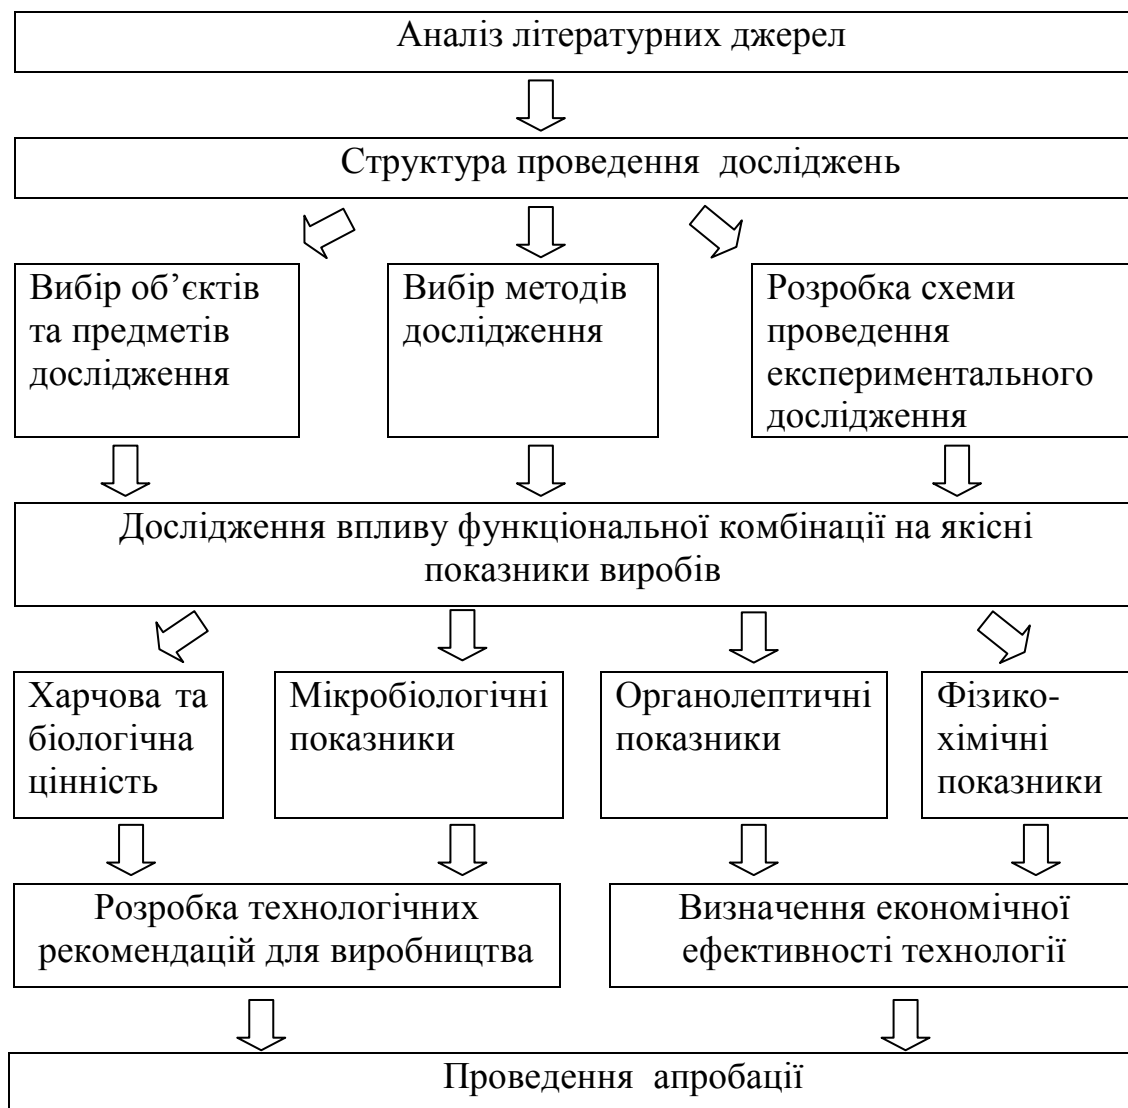 Аналіз літературних джерел
Структура проведення досліджень
Вибір об’єктів
та предметів
дослідження
Вибір методів
дослідження
Розробка схеми
проведення
експериментального
дослідження
Дослідження впливу функціональної комбінації на якісні
показники виробів
Харчова та
біологічна
цінність
Мікробіологічні
показники
Органолептичні
показники
Фізико-
хімічні
показники
Розробка технологічних
рекомендацій для виробництва
Визначення економічної
ефективності технології
Проведення апробації